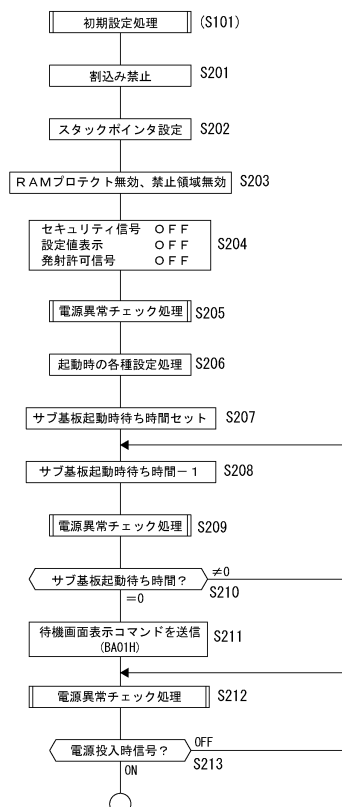 初期設定処理 (S101)
割込み禁止 S201
スタックポインタ設定 S202
RAMプロテクト無効、禁止領域無効 S203
セキュリティ信号 OFF
設定値表示 OFF
発射許可信号 OFF
S204
電源異常チェック処理 S205
起動時の各種設定処理 S206
サブ基板起動時待ち時間セット S207
サブ基板起動時待ち時間−1 S208
電源異常チェック処理 S209
サブ基板起動待ち時間? ≠0
S210
=0
待機画面表示コマンドを送信
(BA01H)
S211
電源異常チェック処理 S212
電源投入時信号? OFF
S213
ON